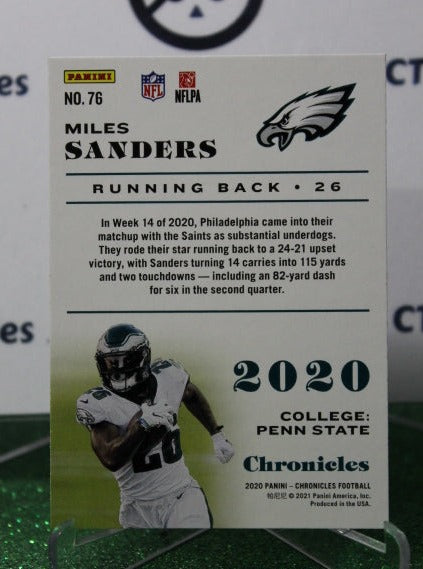 CT
es
PANINI
NO. 76
NFL
NFLPA
MILES
SANDERS
RUNNING BACK • 26
In Week 14 of 2020, Philadelphia came into their
matchup with the Saints as substantial underdogs.
They rode their star running back to a 24-21 upset
victory, with Sanders turning 14 carries into 115 yards
and two touchdowns — including an 82-yard dash
for six in the second quarter.
es
CT
2020
COLLEGE:
PENN STATE
26
Chronicles
2020 PANINI – CHRONICLES FOOTBALL
帕尼尼 © 2021 Panini America, Inc.
Produced in the USA.